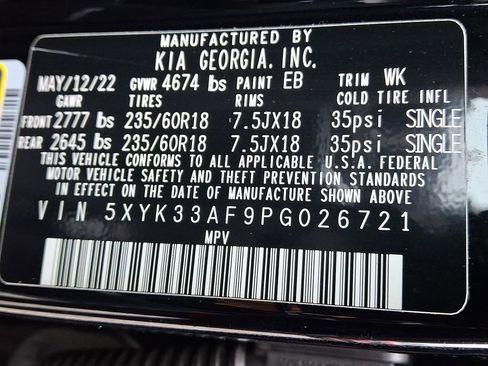 MANUFACTURED BY
KIA GEORGIA, INC.
MAY/12/22 GVWR 4674 lbs PAINT EB TRIM WK
GAWR TIRES RIMS COLD TIRE INFL
FRONT 2777 lbs 235/60R18 7.5JX18 35psi SINGLE
REAR 2645 lbs 235/60R18 7.5JX18 35psi SINGLE
THIS VEHICLE CONFORMS TO ALL APPLICABLE U.S.A. FEDERAL
MOTOR VEHICLE SAFETY AND THEFT PREVENTION STANDARDS
IN EFFECT ON THE DATE OF MANUFACTURE SHOWN ABOVE
VIN 5XYK33AF9PG026721
MPV